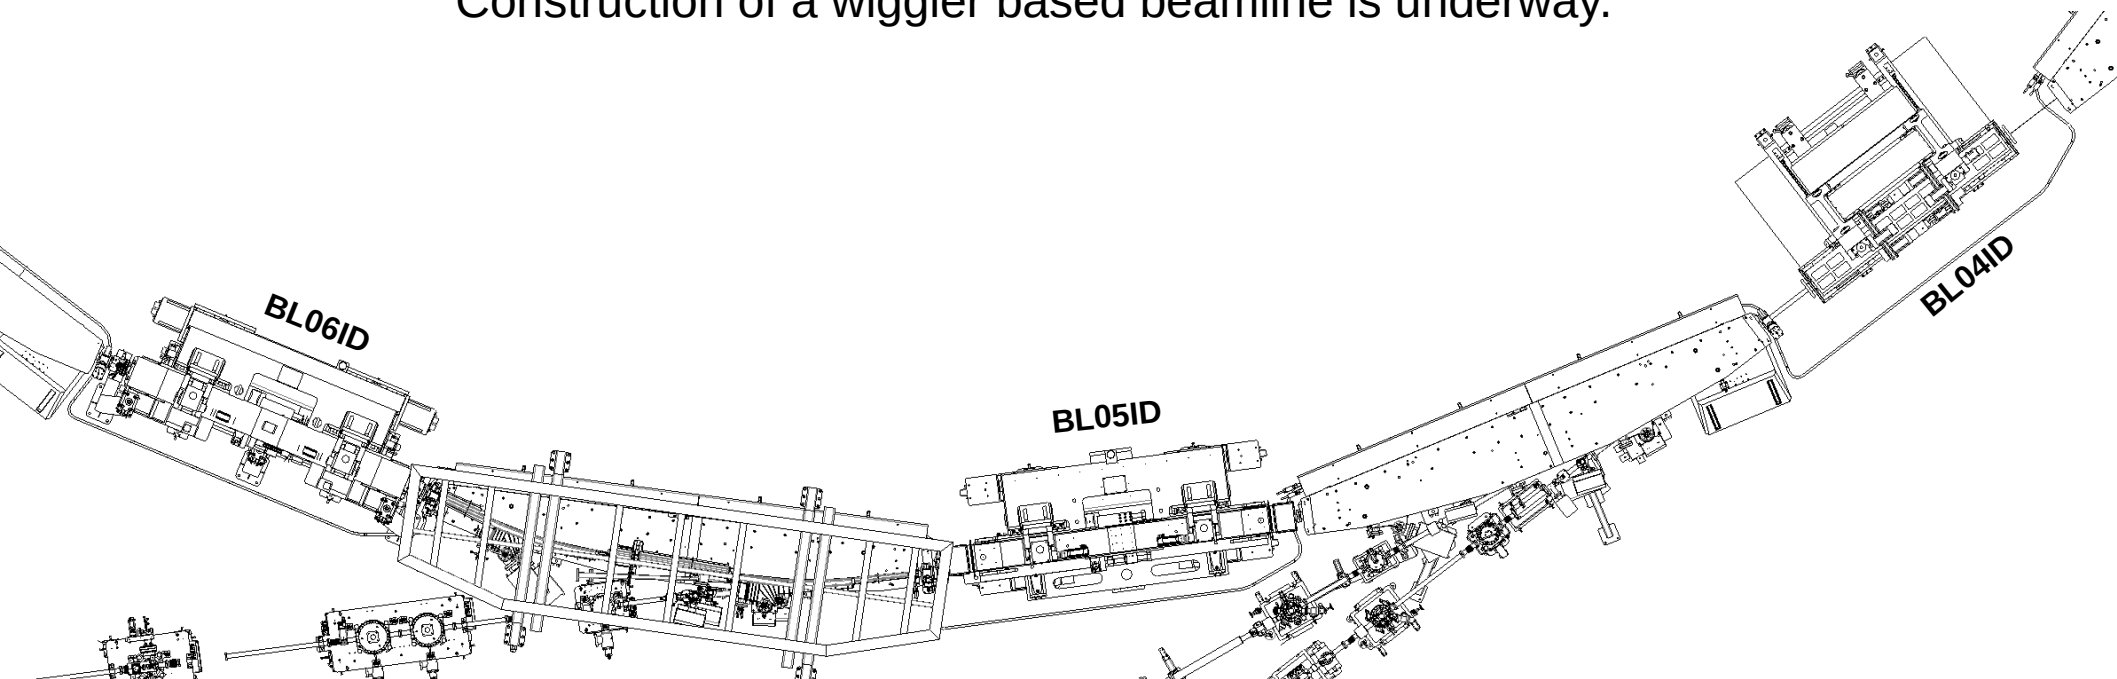 Construction of a wiggler based beamline is underway.
BL04ID
BL06ID
BL05ID